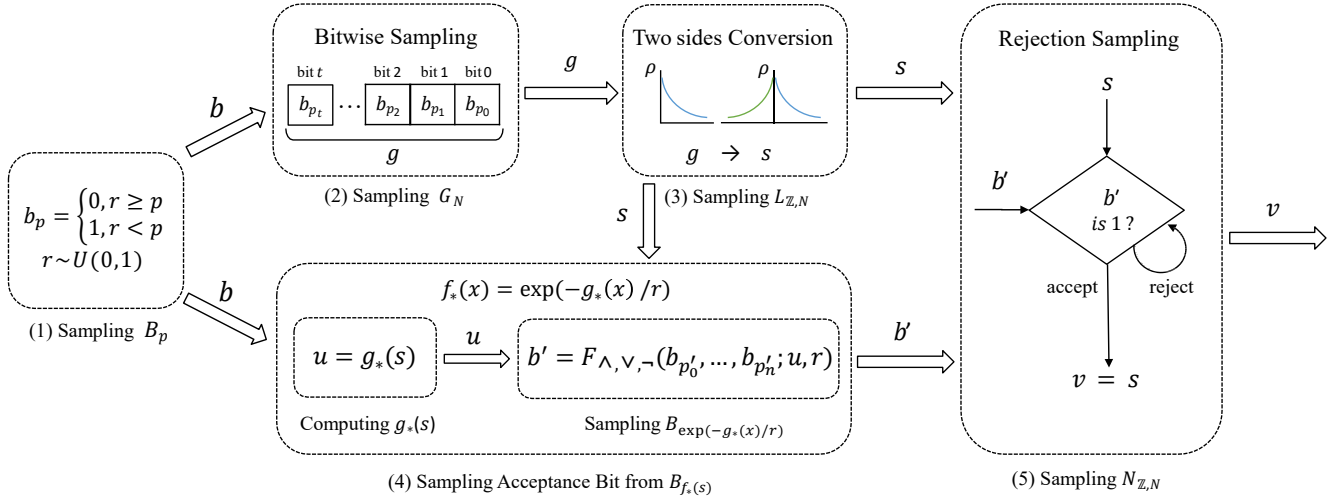 b_p = {0, r ≥ p
1, r < p
r~U(0,1)
(1) Sampling B_p
b
b
Bitwise Sampling
bit t bit 2 bit 1 bit 0
b_{p_t} ⋯ b_{p_2} b_{p_1} b_{p_0}
g
(2) Sampling G_N
g
Two sides Conversion
ρ ρ
g → s
(3) Sampling L_{ℤ,N}
s
s
f_*(x) = exp(−g_*(x)/r)
u = g_*(s)
u
b′ = F_{∧,∨,¬}(b_{p′_0}, …, b_{p′_n}; u, r)
Computing g_*(s)
Sampling B_{exp(−g_*(x)/r)}
(4) Sampling Acceptance Bit from B_{f_*(s)}
b′
Rejection Sampling
s
b′
b′
is 1?
accept
reject
v = s
(5) Sampling N_{ℤ,N}
v